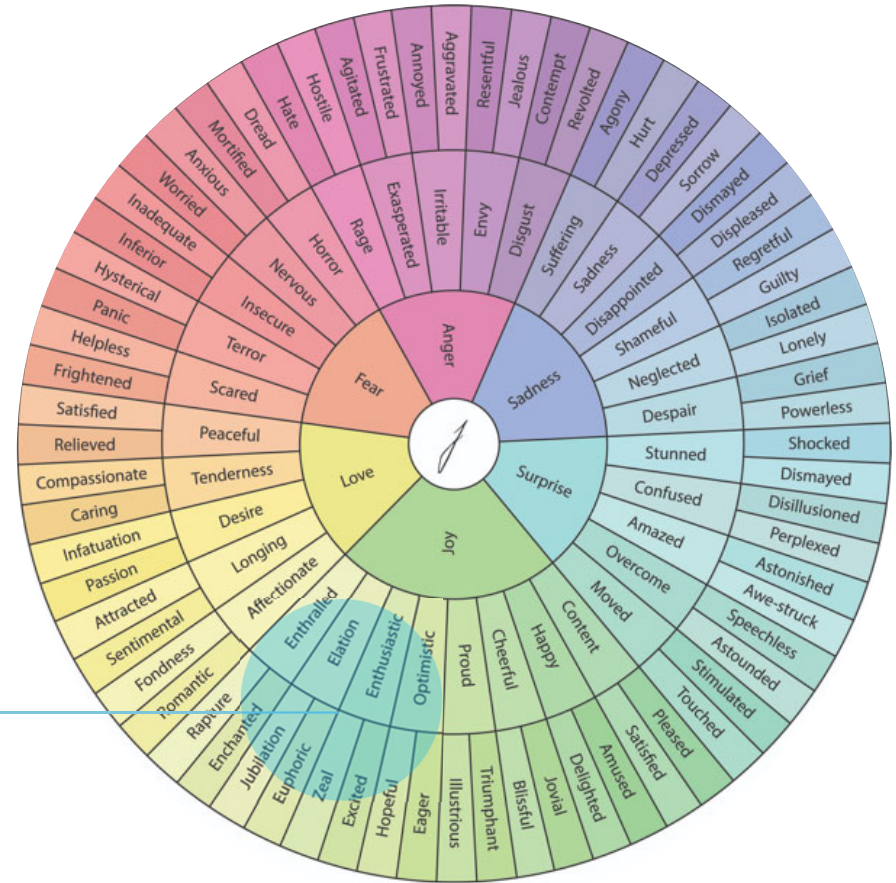 Anger
Sadness
Surprise
Joy
Love
Fear
Rage
Exasperated
Irritable
Envy
Disgust
Suffering
Sadness
Disappointed
Shameful
Neglected
Despair
Stunned
Confused
Amazed
Overcome
Moved
Content
Happy
Cheerful
Proud
Optimistic
Enthusiastic
Elation
Enthralled
Affectionate
Longing
Desire
Tenderness
Peaceful
Scared
Terror
Insecure
Nervous
Horror
Hate
Hostile
Agitated
Frustrated
Annoyed
Aggravated
Resentful
Jealous
Contempt
Revolted
Agony
Hurt
Depressed
Sorrow
Dismayed
Displeased
Regretful
Guilty
Isolated
Lonely
Grief
Powerless
Shocked
Dismayed
Disillusioned
Perplexed
Astonished
Awe-struck
Speechless
Astounded
Stimulated
Touched
Pleased
Satisfied
Amused
Delighted
Jovial
Blissful
Triumphant
Illustrious
Eager
Hopeful
Excited
Zeal
Euphoric
Jubilation
Enchanted
Rapture
Romantic
Fondness
Sentimental
Attracted
Passion
Infatuation
Caring
Compassionate
Relieved
Satisfied
Frightened
Helpless
Panic
Hysterical
Inferior
Inadequate
Worried
Anxious
Mortified
Dread